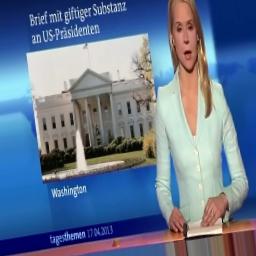 Brief mit giftiger Substanz
an US-Präsidenten
Washington
tagesthemen 17.04.2013